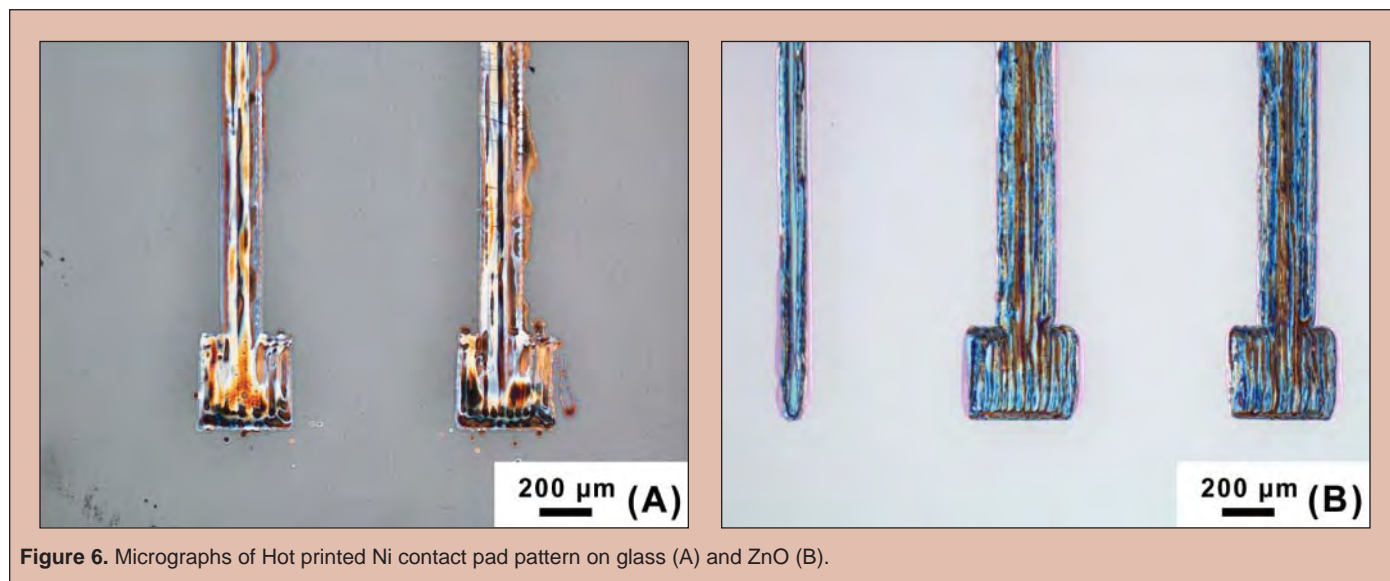 200 μm (A)
200 μm (B)
Figure 6. Micrographs of Hot printed Ni contact pad pattern on glass (A) and ZnO (B).